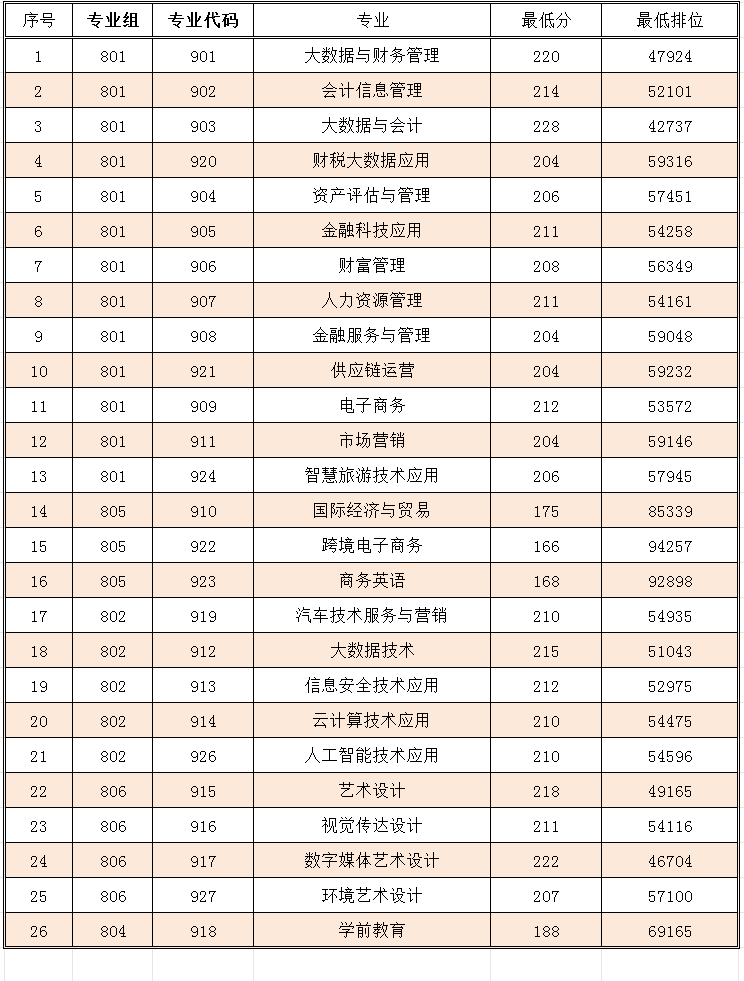 序号 专业组 专业代码 专业 最低分 最低排位
1 801 901 大数据与财务管理 220 47924
2 801 902 会计信息管理 214 52101
3 801 903 大数据与会计 228 42737
4 801 920 财税大数据应用 204 59316
5 801 904 资产评估与管理 206 57451
6 801 905 金融科技应用 211 54258
7 801 906 财富管理 208 56349
8 801 907 人力资源管理 211 54161
9 801 908 金融服务与管理 204 59048
10 801 921 供应链运营 204 59232
11 801 909 电子商务 212 53572
12 801 911 市场营销 204 59146
13 801 924 智慧旅游技术应用 206 57945
14 805 910 国际经济与贸易 175 85339
15 805 922 跨境电子商务 166 94257
16 805 923 商务英语 168 92898
17 802 919 汽车技术服务与营销 210 54935
18 802 912 大数据技术 215 51043
19 802 913 信息安全技术应用 212 52975
20 802 914 云计算技术应用 210 54475
21 802 926 人工智能技术应用 210 54596
22 806 915 艺术设计 218 49165
23 806 916 视觉传达设计 211 54116
24 806 917 数字媒体艺术设计 222 46704
25 806 927 环境艺术设计 207 57100
26 804 918 学前教育 188 69165